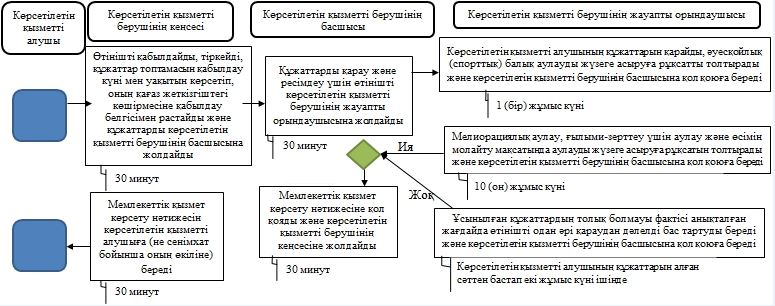 Көрсетілетін
қызметті
алушы
Көрсетілетін қызметті
берушінің кеңсесі
Көрсетілетін қызметті берушінің
басшысы
Көрсетілетін қызметті берушінің жауапты орындаушысы
Өтінішті қабылдайды, тіркейді,
құжаттар топтамасын қабылдау
күні мен уақытын көрсетіп,
оның қағаз жеткізгіштегі
көшірмесіне қабылдау
белгісімен растайды және
құжаттарды көрсетілетін
қызметті берушінің басшысына
жолдайды
30 минут
Құжаттарды қарау және
ресімдеу үшін өтінішті
көрсетілетін қызметті
берушінің жауапты
орындаушысына жолдайды
30 минут
Көрсетілетін қызметті алушының құжаттарын қарайды, әуесқойлық
(спорттық) балық аулауды жүзеге асыруға рұқсатты толтырады
және көрсетілетін қызметті берушінің басшысына қол қоюға береді
1 (бір) жұмыс күні
Ия
Мелиорациялық аулау, ғылыми-зерттеу үшін аулау және өсімін
молайту мақсатында аулауды жүзеге асыруға рұқсатын толтырады
және көрсетілетін қызметті берушінің басшысына қол қоюға береді
10 (он) жұмыс күні
Жоқ
Мемлекеттік қызмет
көрсету нәтижесін
көрсетілетін қызметті
алушыға (не сенімхат
бойынша оның өкіліне)
береді
30 минут
Мемлекеттік қызмет
көрсету нәтижесіне қол
қояды және көрсетілетін
қызметті берушінің
кеңсесіне жолдайды
30 минут
Ұсынылған құжаттардың толық болмауы фактісі анықталған
жағдайда өтінішті одан әрі қараудан дәлелді бас тартуды береді
және көрсетілетін қызметті берушінің басшысына қол қоюға береді
Көрсетілетін қызметті алушының құжаттарын алған
сәттен бастап екі жұмыс күні ішінде